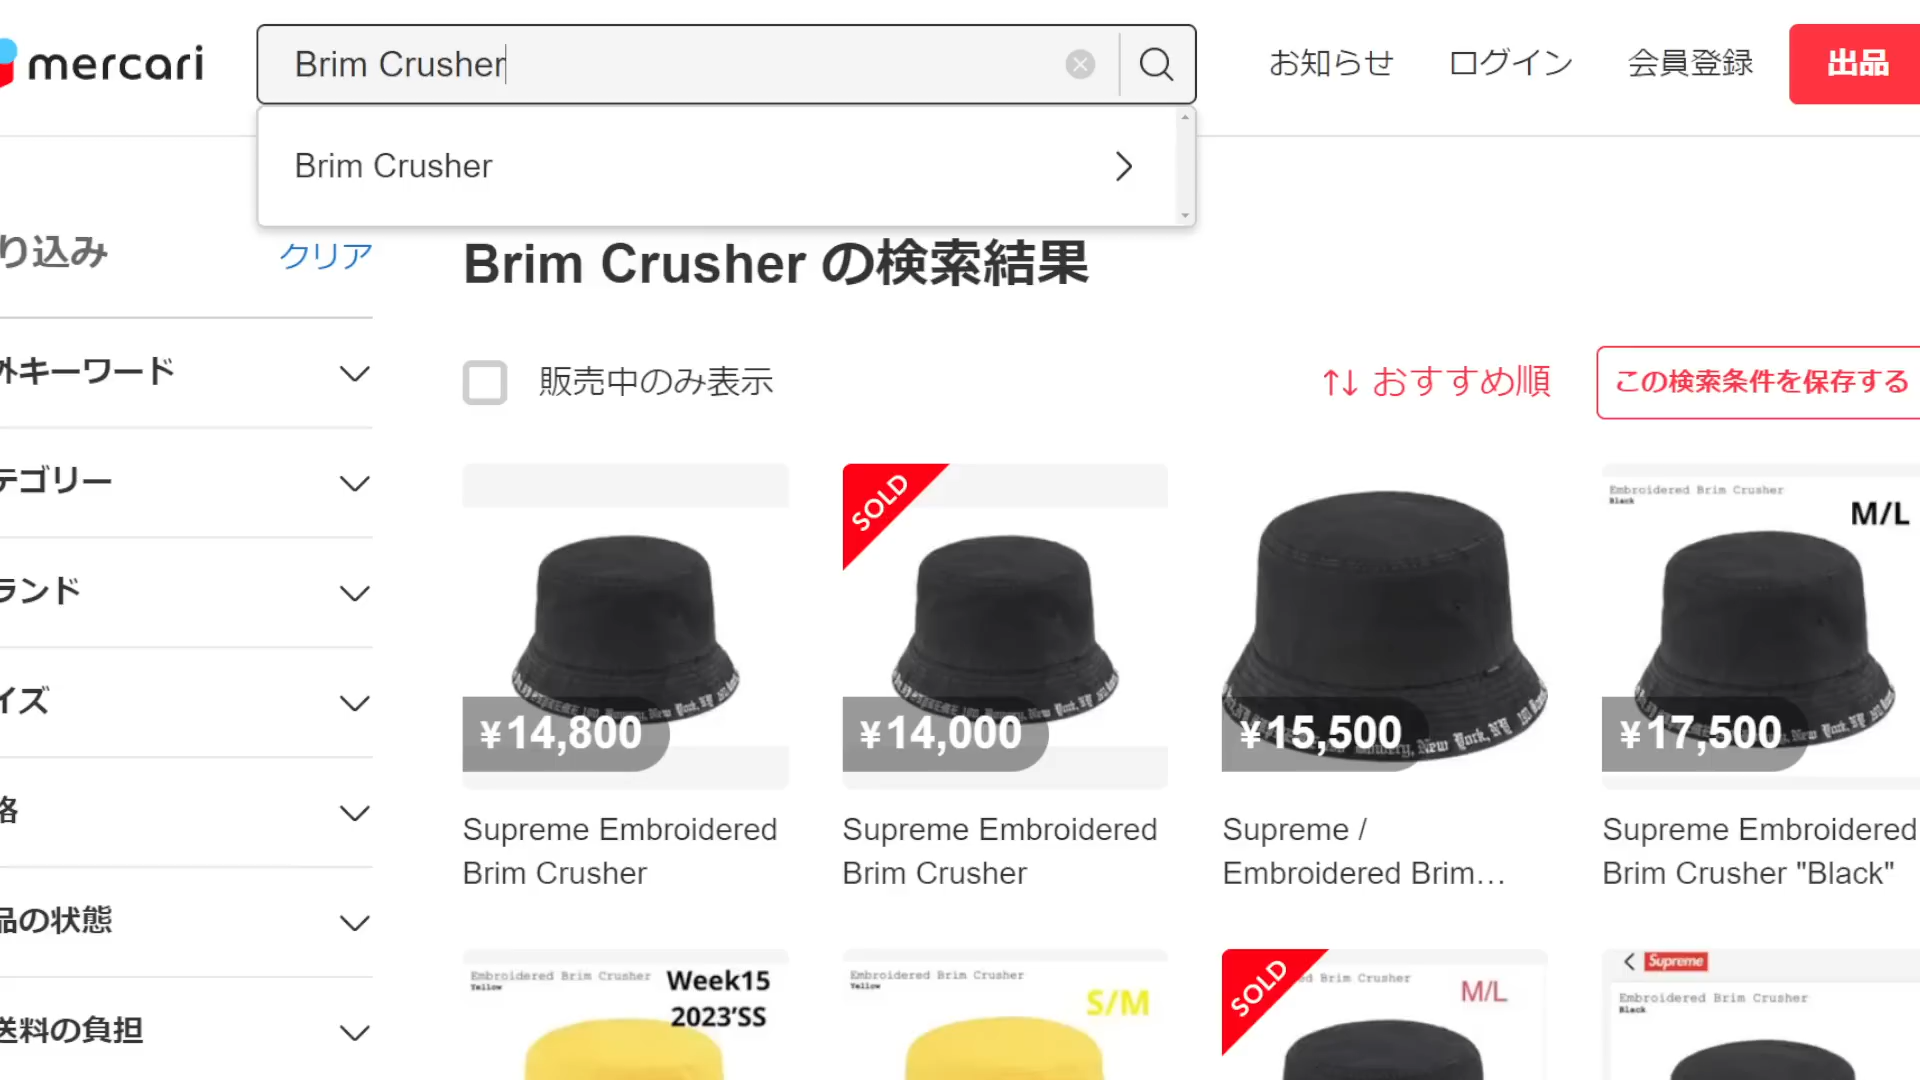 mercari
Brim Crusher
お知らせ
ログイン
会員登録
出品
Brim Crusher
り込み
クリア
Brim Crusher の検索結果
外キーワード
テゴリー
ランド
イズ
格
品の状態
送料の負担
販売中のみ表示
おすすめ順
この検索条件を保存する
¥14,800
Supreme Embroidered
Brim Crusher
SOLD
¥14,000
Supreme Embroidered
Brim Crusher
¥15,500
Supreme /
Embroidered Brim…
Embroidered Brim Crusher
Black
M/L
¥17,500
Supreme Embroidered
Brim Crusher "Black"
Embroidered Brim Crusher
Yellow
Week15
2023'SS
Embroidered Brim Crusher
Yellow
S/M
SOLD
d Brim Crusher
M/L
Supreme
Embroidered Brim Crusher
Black